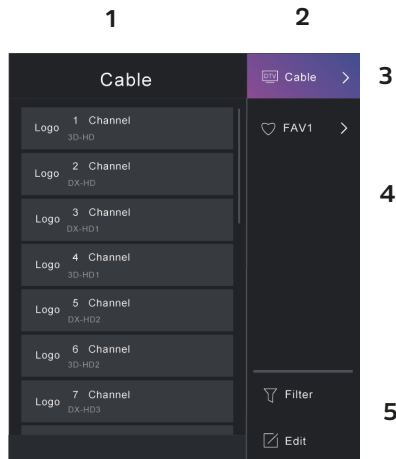 1 2
Cable
Logo 1 Channel
3D-HD
Logo 2 Channel
DX-HD
Logo 3 Channel
DX-HD1
Logo 4 Channel
3D-HD1
Logo 5 Channel
DX-HD2
Logo 6 Channel
3D-HD2
Logo 7 Channel
DX-HD3
DTV Cable
3
FAV1
4
Filter
5
Edit